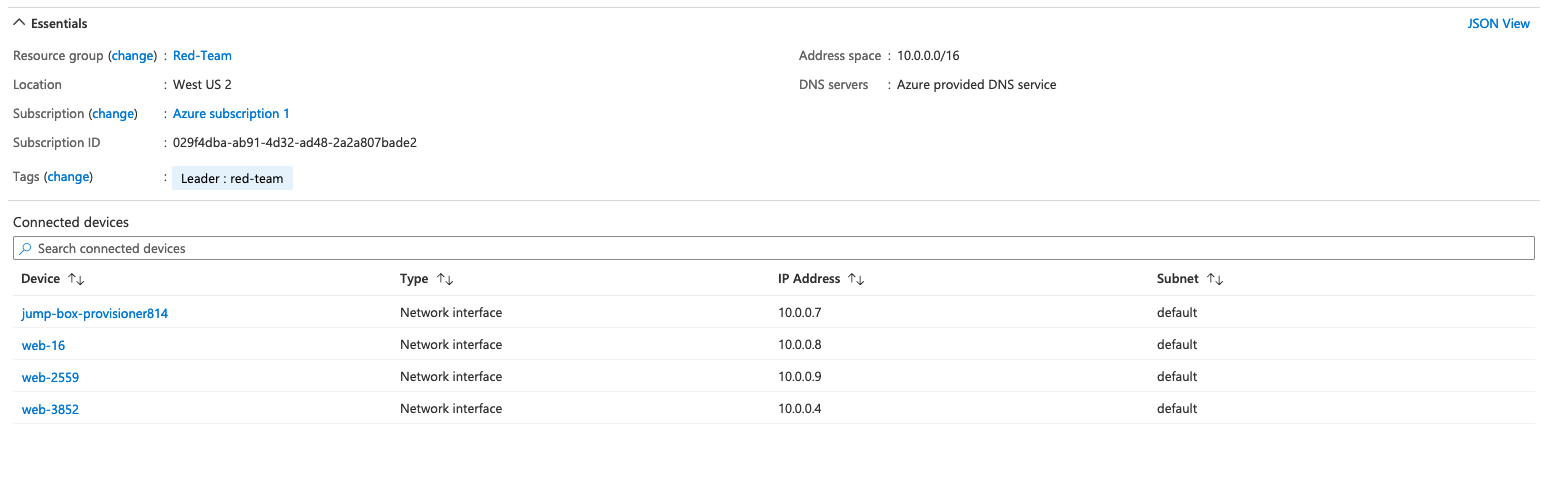 Essentials
JSON View
Resource group (change) : Red-Team
Address space : 10.0.0.0/16
Location : West US 2
DNS servers : Azure provided DNS service
Subscription (change) : Azure subscription 1
Subscription ID : 029f4dba-ab91-4d32-ad48-2a2a807bade2
Tags (change) : Leader : red-team
Connected devices
Search connected devices
Device Type IP Address Subnet
jump-box-provisioner814 Network interface 10.0.0.7 default
web-16 Network interface 10.0.0.8 default
web-2559 Network interface 10.0.0.9 default
web-3852 Network interface 10.0.0.4 default